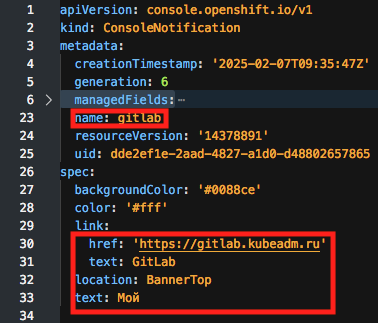 1 apiVersion: console.openshift.io/v1
2 kind: ConsoleNotification
3 metadata:
4 creationTimestamp: '2025-02-07T09:35:47Z'
5 generation: 6
6 managedFields:⋯
23 name: gitlab
24 resourceVersion: '14378891'
25 uid: dde2ef1e-2aad-4827-a1d0-d48802657865
26 spec:
27 backgroundColor: '#0088ce'
28 color: '#fff'
29 link:
30 href: 'https://gitlab.kubeadm.ru'
31 text: GitLab
32 location: BannerTop
33 text: Мой
34